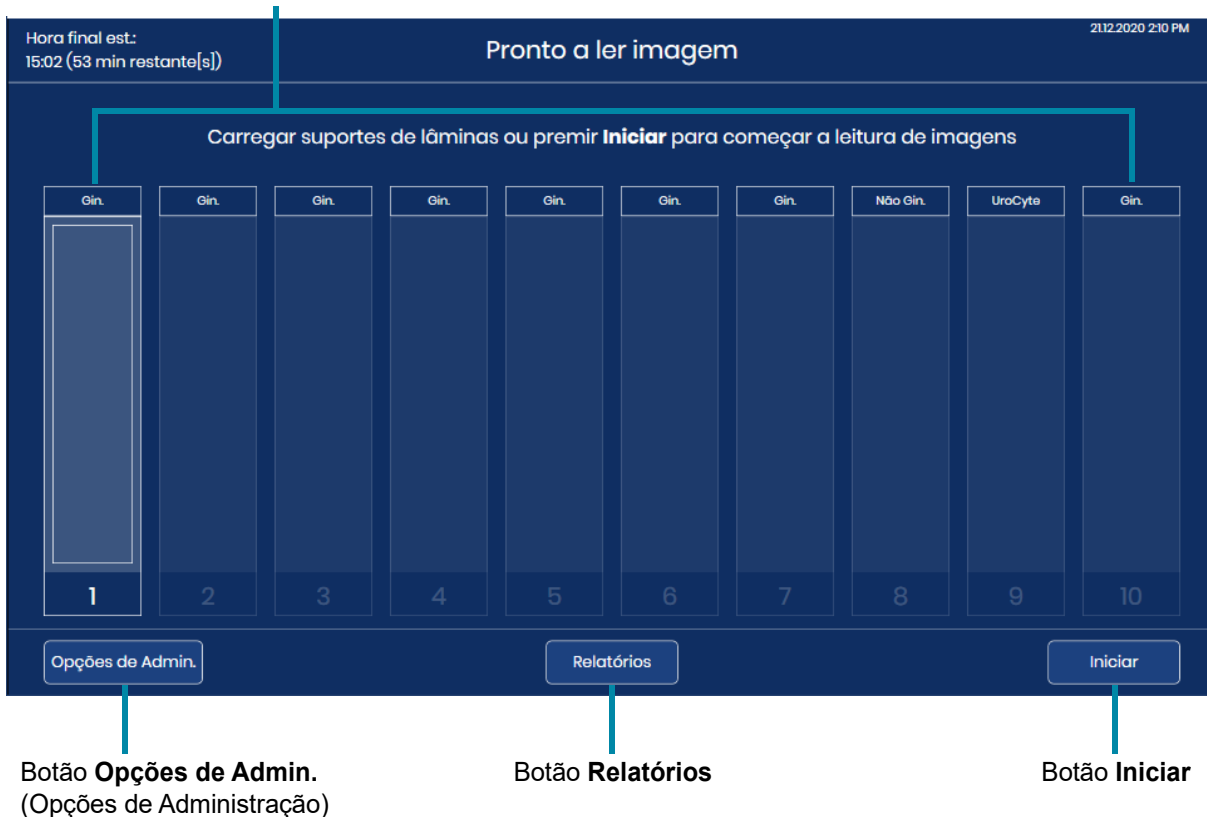 Hora final est.:
15:02 (53 min restante[s])
Pronto a ler imagem
21.12.2020 2:10 PM
Carregar suportes de lâminas ou premir Iniciar para começar a leitura de imagens
Gin. Gin. Gin. Gin. Gin. Gin. Gin. Não Gin. UroCyte Gin.
1 2 3 4 5 6 7 8 9 10
Opções de Admin. Relatórios Iniciar
Botão Opções de Admin. Botão Relatórios Botão Iniciar
(Opções de Administração)